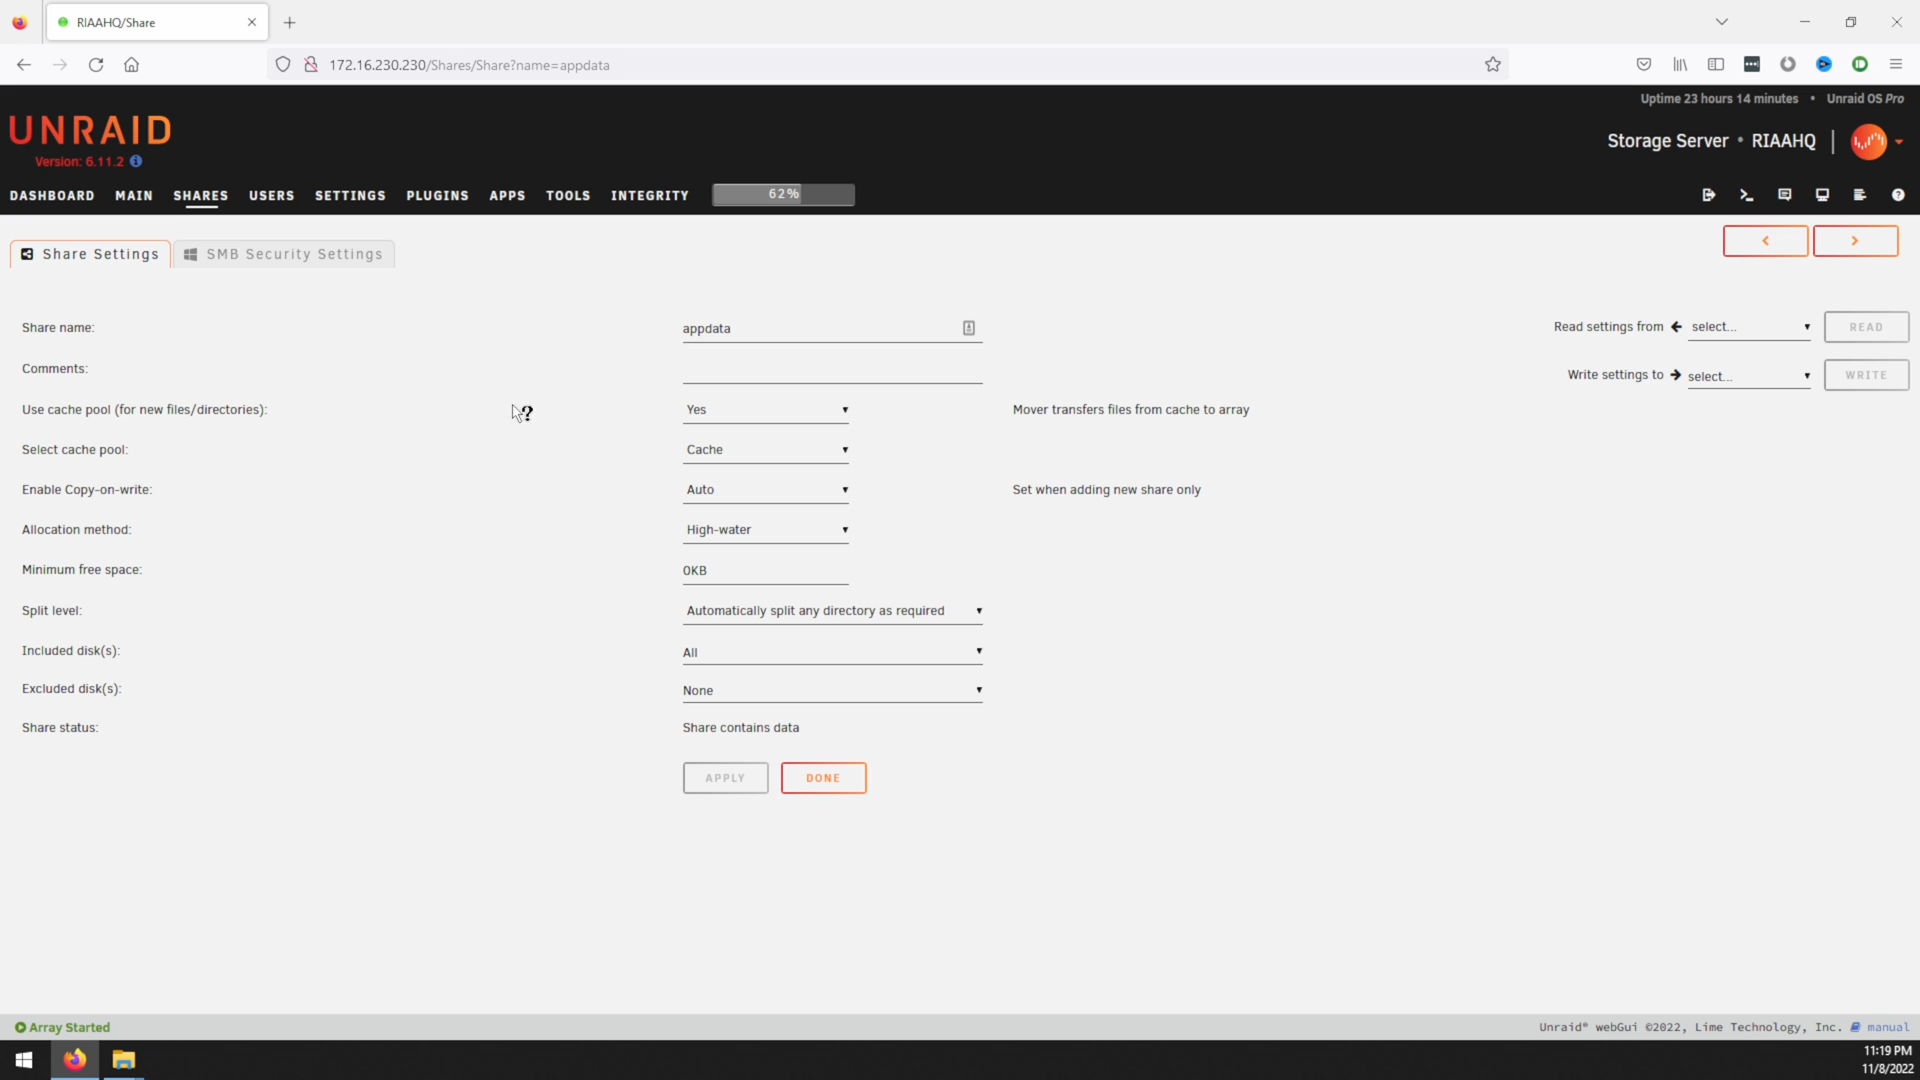 RIAAHQ/Share
172.16.230.230/Shares/Share?name=appdata
Uptime 23 hours 14 minutes • Unraid OS Pro
UNRAID
Version: 6.11.2
Storage Server • RIAAHQ
DASHBOARD MAIN SHARES USERS SETTINGS PLUGINS APPS TOOLS INTEGRITY 62%
Share Settings SMB Security Settings
Share name: appdata
Read settings from select... READ
Comments:
Write settings to select... WRITE
Use cache pool (for new files/directories): Yes Mover transfers files from cache to array
Select cache pool: Cache
Enable Copy-on-write: Auto Set when adding new share only
Allocation method: High-water
Minimum free space: 0KB
Split level: Automatically split any directory as required
Included disk(s): All
Excluded disk(s): None
Share status: Share contains data
APPLY DONE
Array Started
Unraid® webGui ©2022, Lime Technology, Inc. manual
11:19 PM
11/8/2022